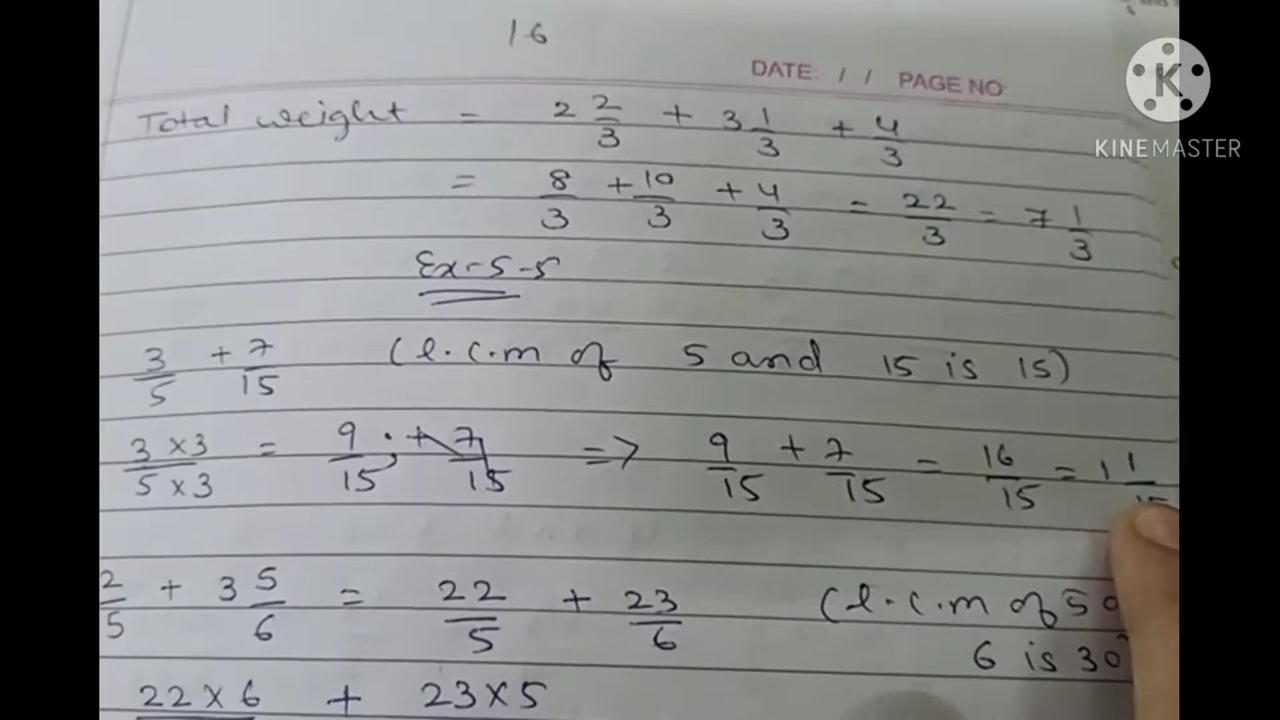 16
DATE: / / PAGE NO
KINEMASTER
Total weight = 2 2/3 + 3 1/3 + 4/3
= 8/3 + 10/3 + 4/3 = 22/3 = 7 1/3
Ex-5-5
3/5 + 7/15 (l.c.m of 5 and 15 is 15)
3×3/5×3 = 9/15 + 7/15 => 9/15 + 7/15 = 16/15 = 1 1/15
2/5 + 3 5/6 = 22/5 + 23/6 (l.c.m of 5
6 is 30
22×6 + 23×5